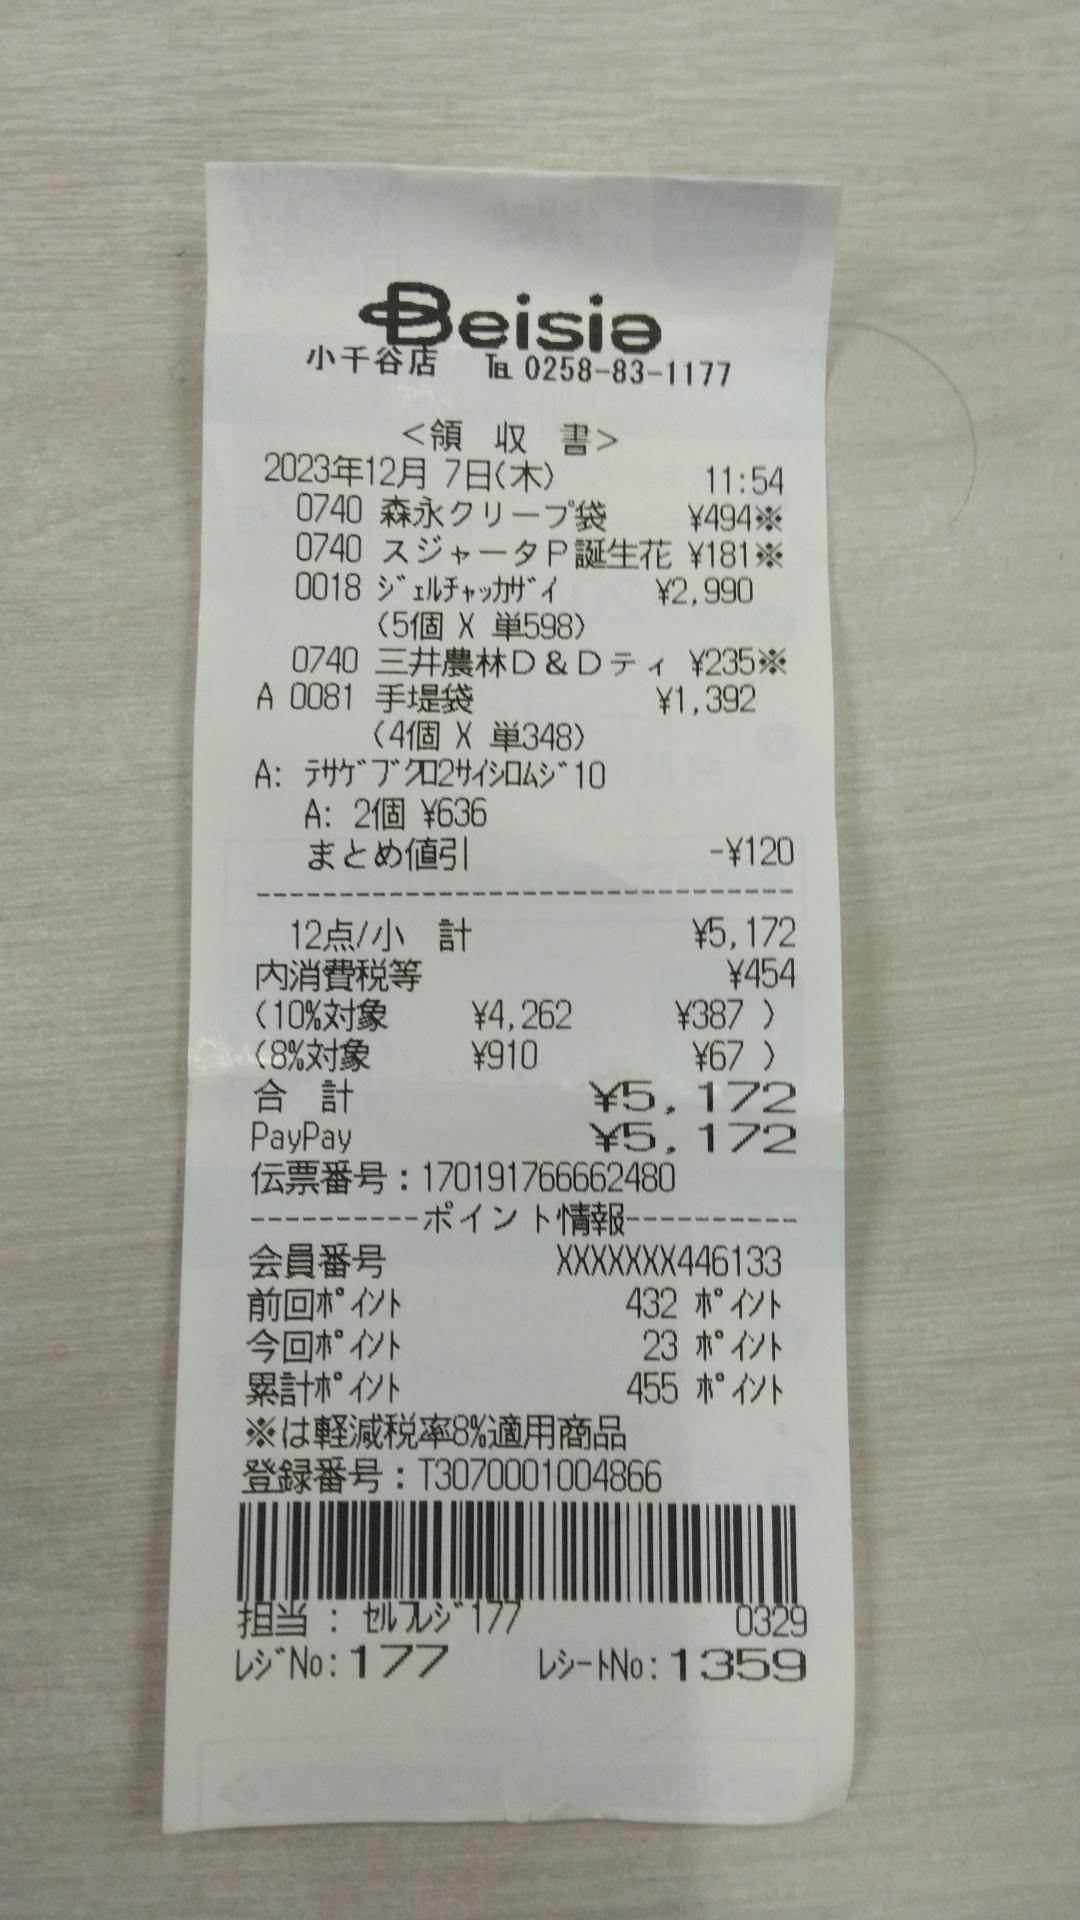 Beisia
小千谷店 ℡ 0258-83-1177
<領 収 書>
2023年12月 7日(木) 11:54
0740 森永クリープ袋 ¥494※
0740 スジャータP誕生花 ¥181※
0018 ｼﾞｪﾙﾁｬｯｶｻﾞｲ ¥2,990
(5個 X 単598)
0740 三井農林D&Dティ ¥235※
A 0081 手堤袋 ¥1,392
(4個 X 単348)
A: ﾃｻｹﾞﾌﾞｸﾛ2ｻｲｼﾛﾑｼﾞ10
A: 2個 ¥636
まとめ値引 -¥120
--------------------------------
12点/小 計 ¥5,172
内消費税等 ¥454
(10%対象 ¥4,262 ¥387 )
(8%対象 ¥910 ¥67 )
合 計 ¥5,172
PayPay ¥5,172
伝票番号:170191766662480
----------ポイント情報----------
会員番号 XXXXXXX446133
前回ﾎﾟｲﾝﾄ 432 ﾎﾟｲﾝﾄ
今回ﾎﾟｲﾝﾄ 23 ﾎﾟｲﾝﾄ
累計ﾎﾟｲﾝﾄ 455 ﾎﾟｲﾝﾄ
※は軽減税率8%適用商品
登録番号:T3070001004866
担当 : ｾﾙﾌﾚｼﾞ177 0329
ﾚｼﾞNo:177 ﾚｼｰﾄNo:1359